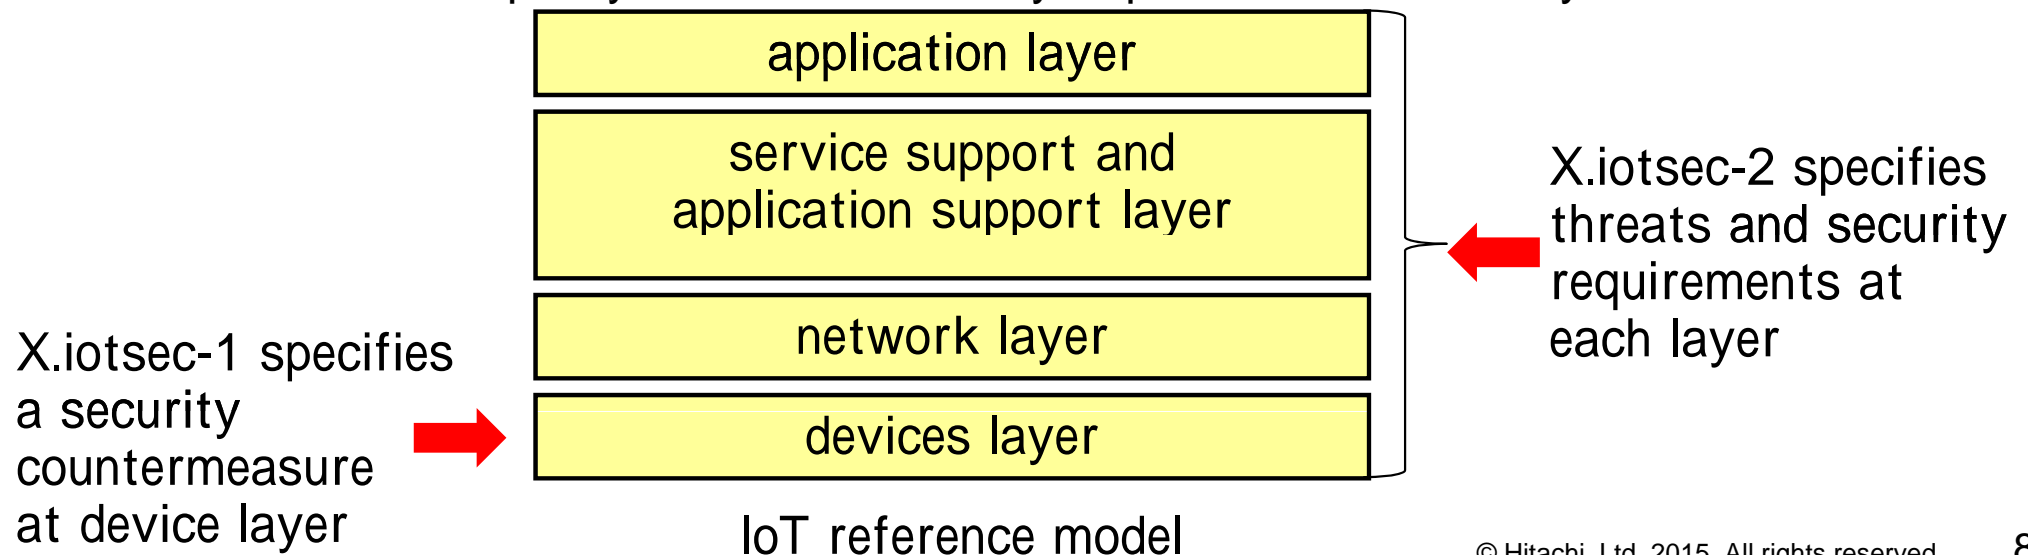 application layer
service support and
application support layer
network layer
devices layer
X.iotsec-2 specifies
threats and security
requirements at
each layer
X.iotsec-1 specifies
a security
countermeasure
at device layer
IoT reference model
© Hitachi, Ltd. 2015. All rights reserved. 8